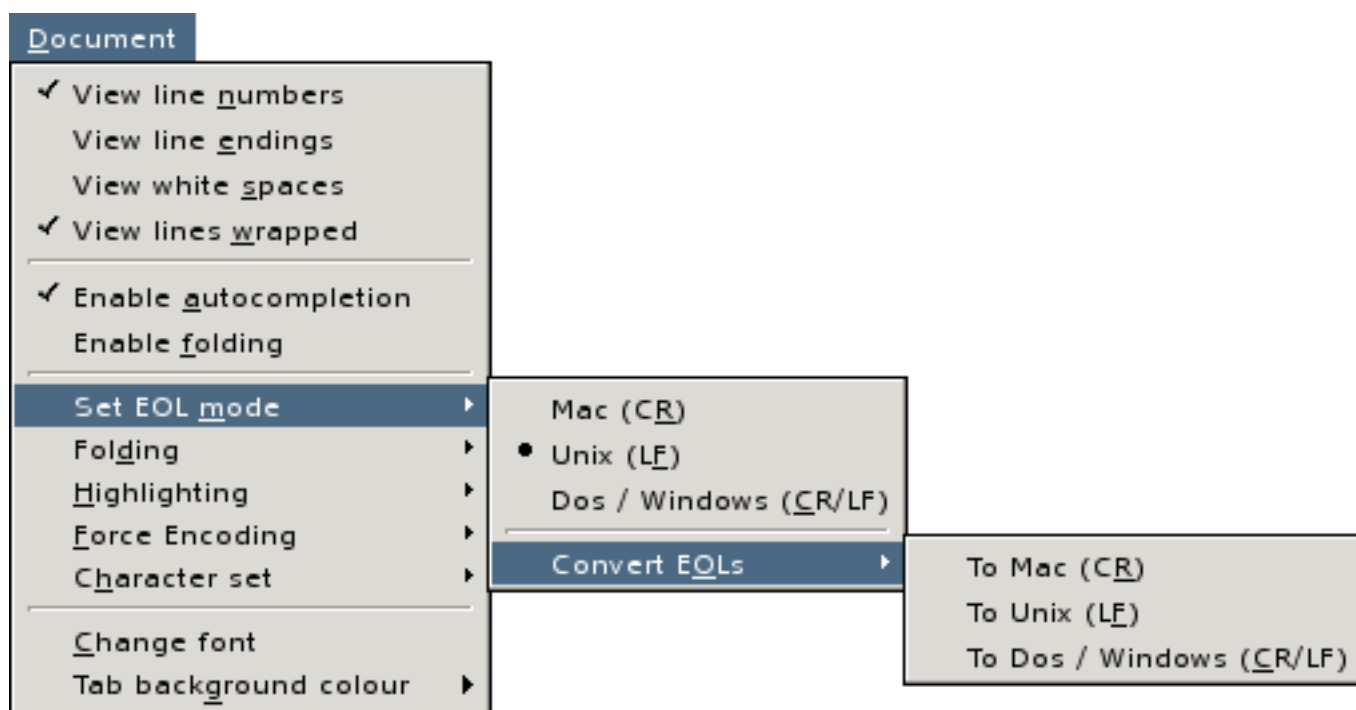 Document
View line numbers
View line endings
View white spaces
View lines wrapped
Enable autocompletion
Enable folding
Set EOL mode
Folding
Highlighting
Force Encoding
Character set
Change font
Tab background colour
Mac (CR)
Unix (LF)
Dos / Windows (CR/LF)
Convert EOLs
To Mac (CR)
To Unix (LF)
To Dos / Windows (CR/LF)